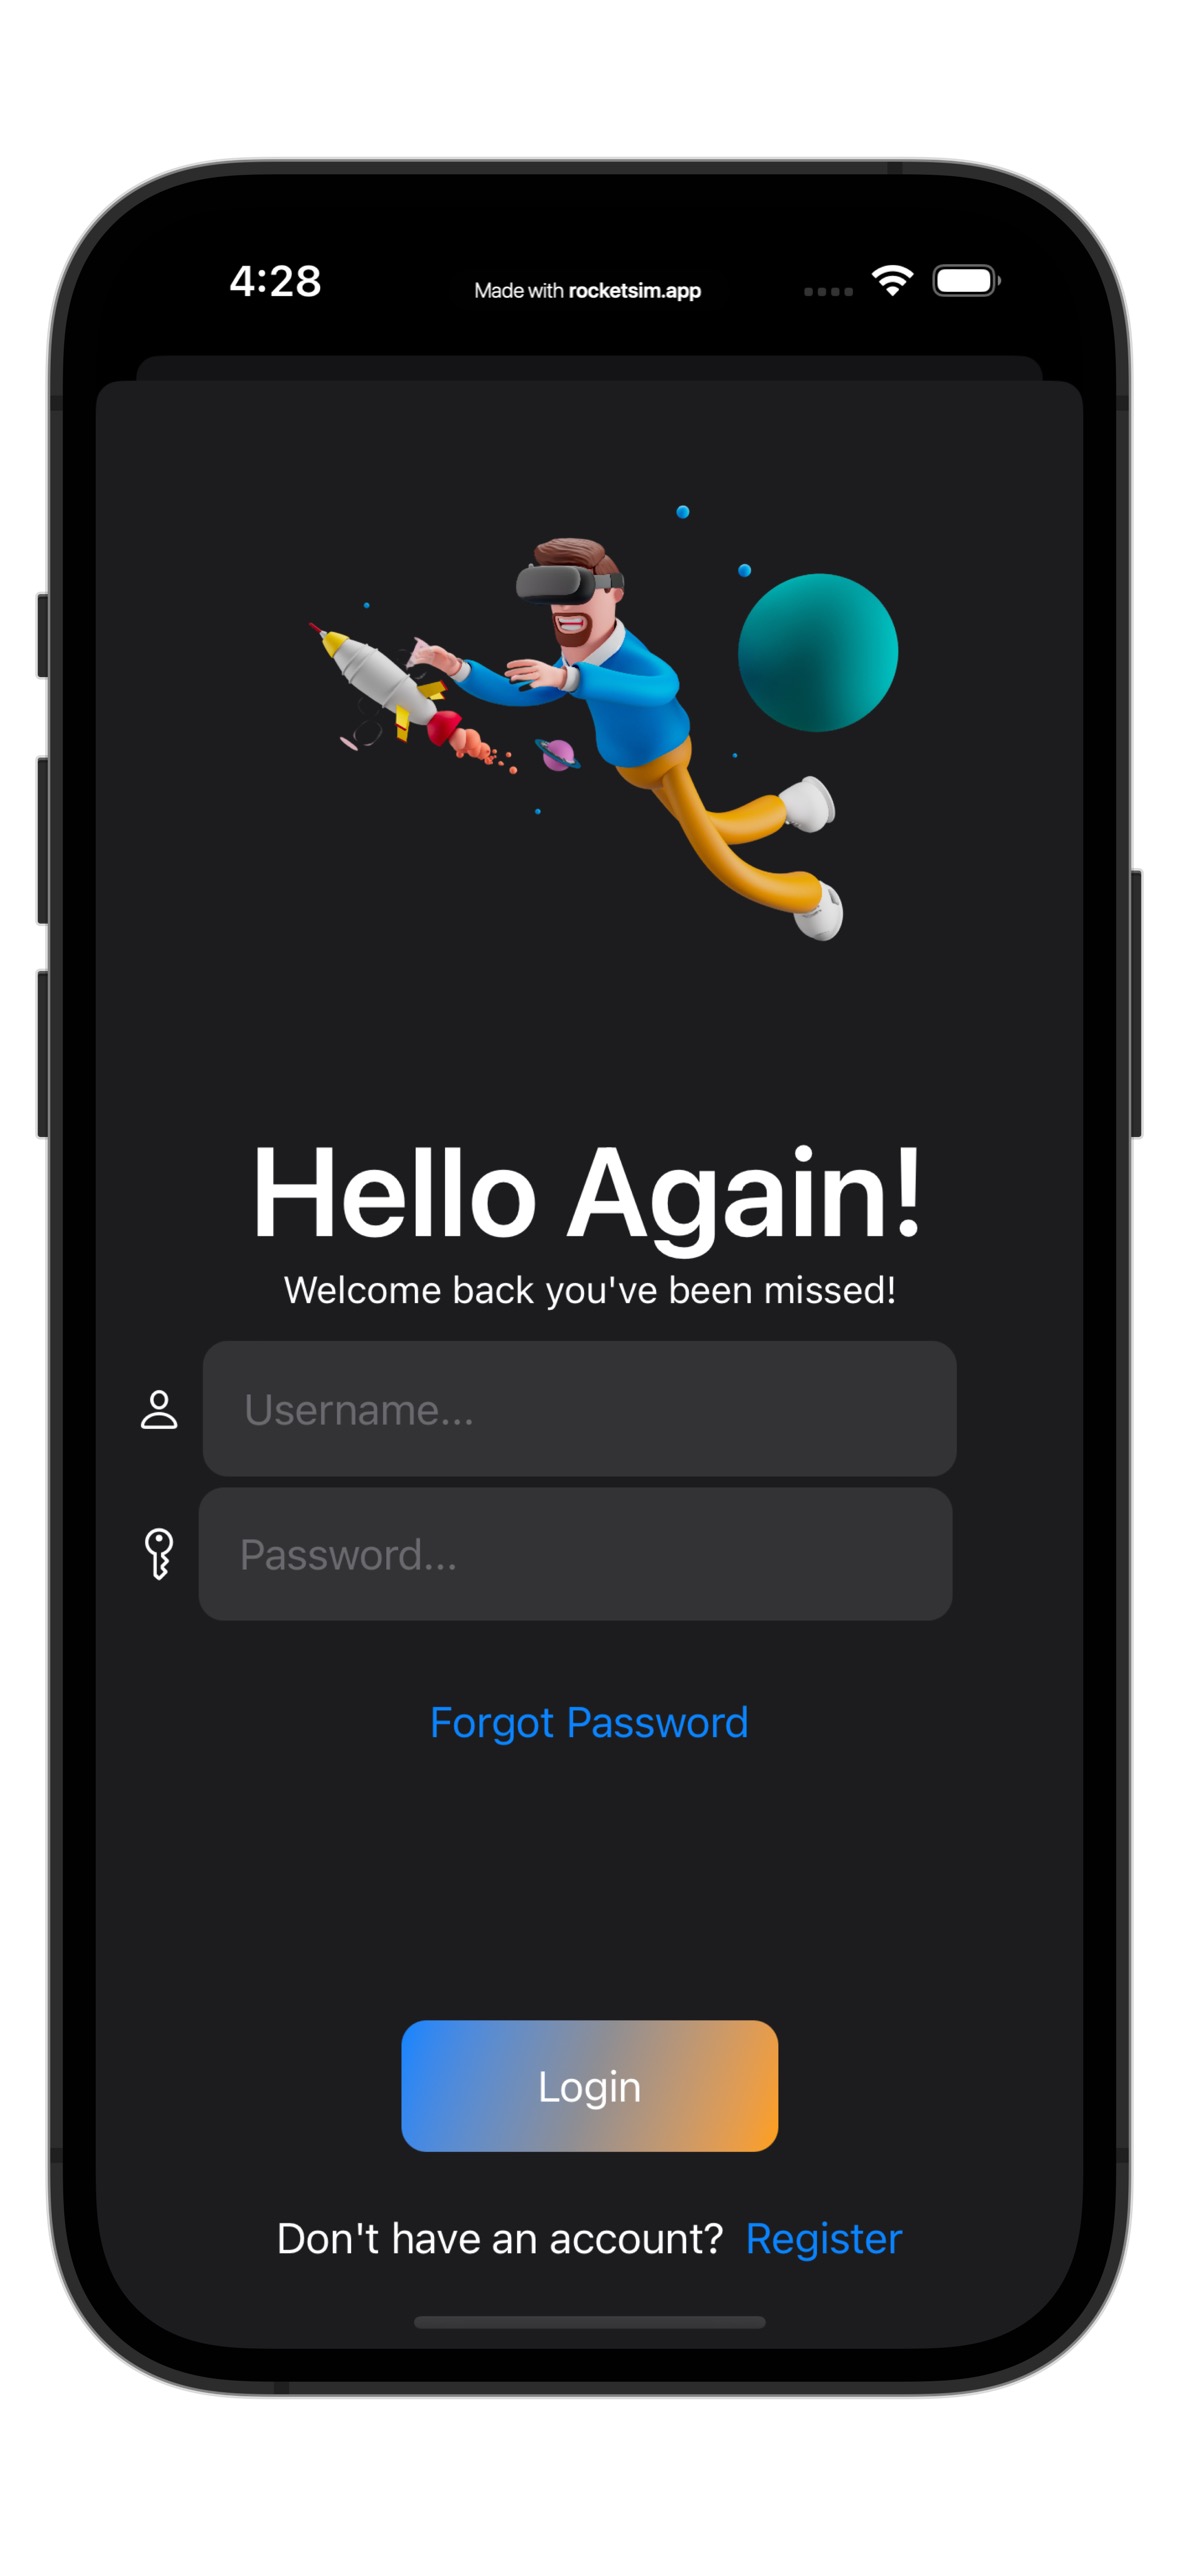 4:28
Made with rocketsim.app
Hello Again!
Welcome back you've been missed!
Username...
Password...
Forgot Password
Login
Don't have an account? Register